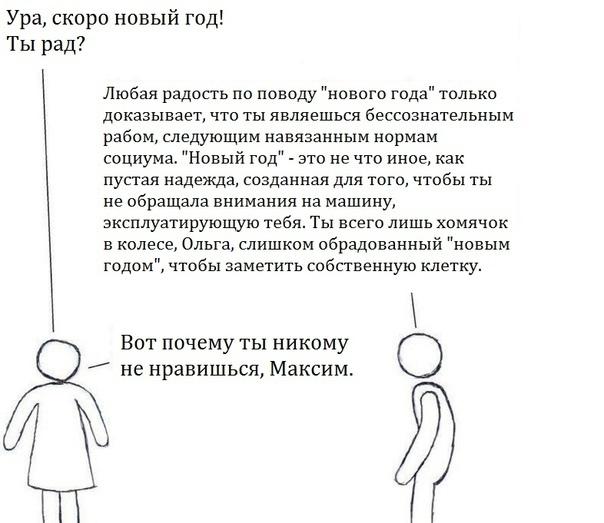 Ура, скоро новый год!
Ты рад?
Любая радость по поводу "нового года" только
доказывает, что ты являешься бессознательным
рабом, следующим навязанным нормам
социума. "Новый год" - это не что иное, как
пустая надежда, созданная для того, чтобы ты
не обращала внимания на машину,
эксплуатирующую тебя. Ты всего лишь хомячок
в колесе, Ольга, слишком обрадованный "новым
годом", чтобы заметить собственную клетку.
Вот почему ты никому
не нравишься, Максим.